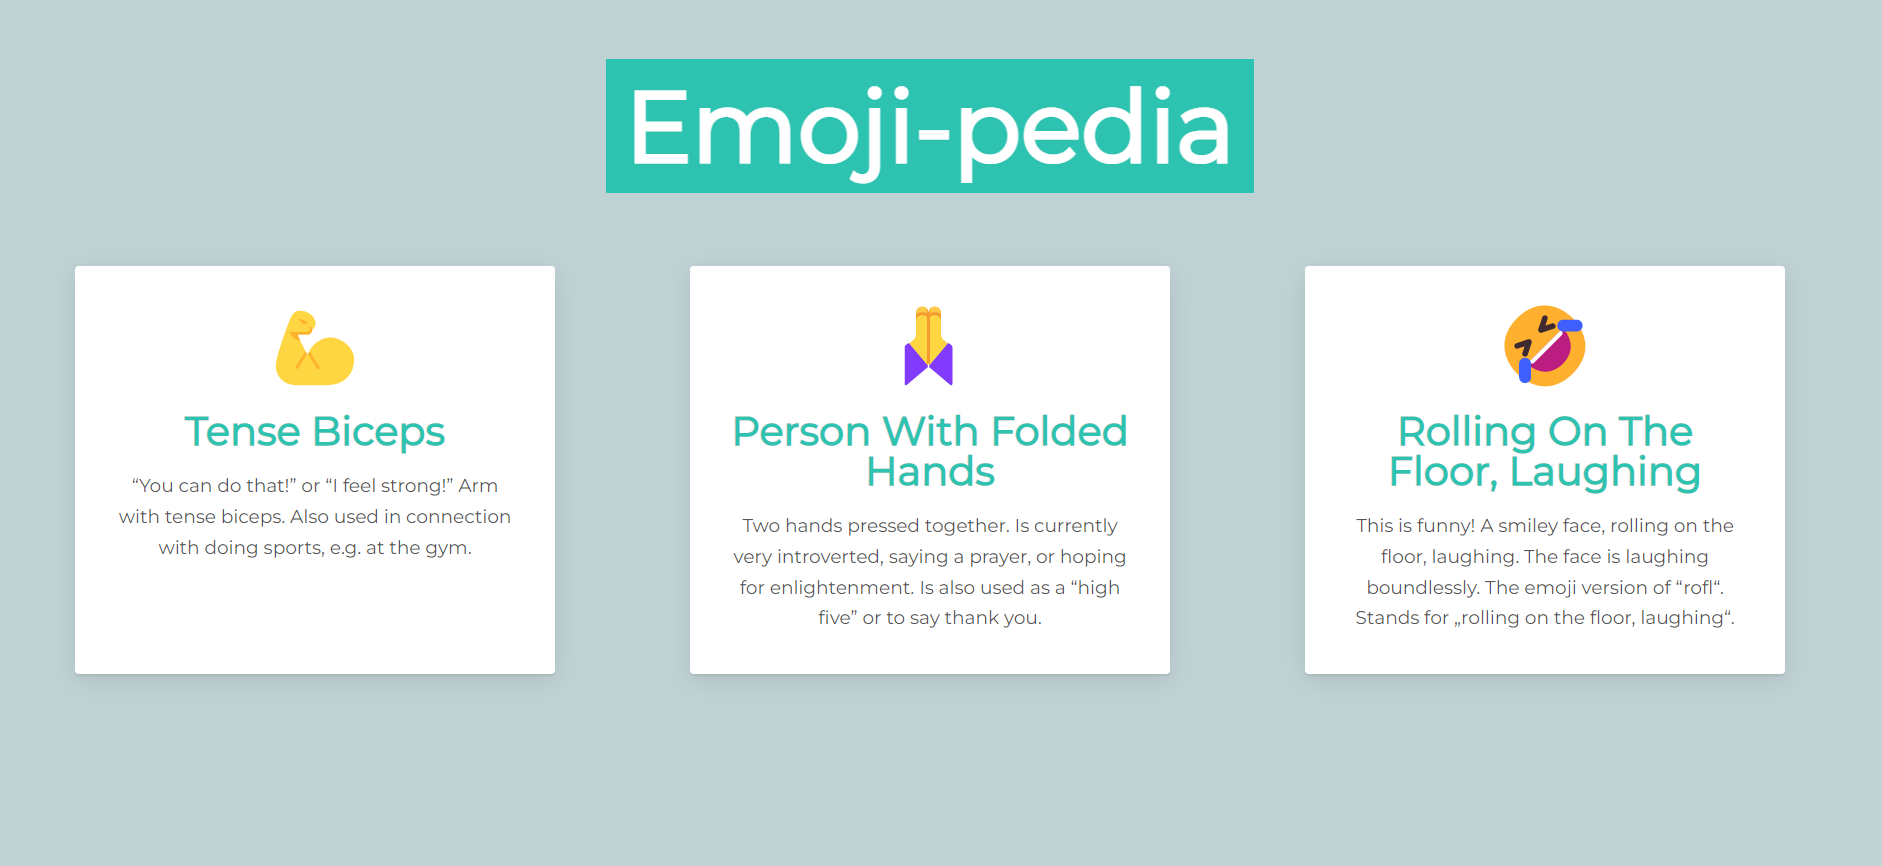 Emoji-pedia
Tense Biceps
“You can do that!” or “I feel strong!” Arm
with tense biceps. Also used in connection
with doing sports, e.g. at the gym.
Person With Folded
Hands
Two hands pressed together. Is currently
very introverted, saying a prayer, or hoping
for enlightenment. Is also used as a “high
five” or to say thank you.
Rolling On The
Floor, Laughing
This is funny! A smiley face, rolling on the
floor, laughing. The face is laughing
boundlessly. The emoji version of “rofl“.
Stands for „rolling on the floor, laughing“.